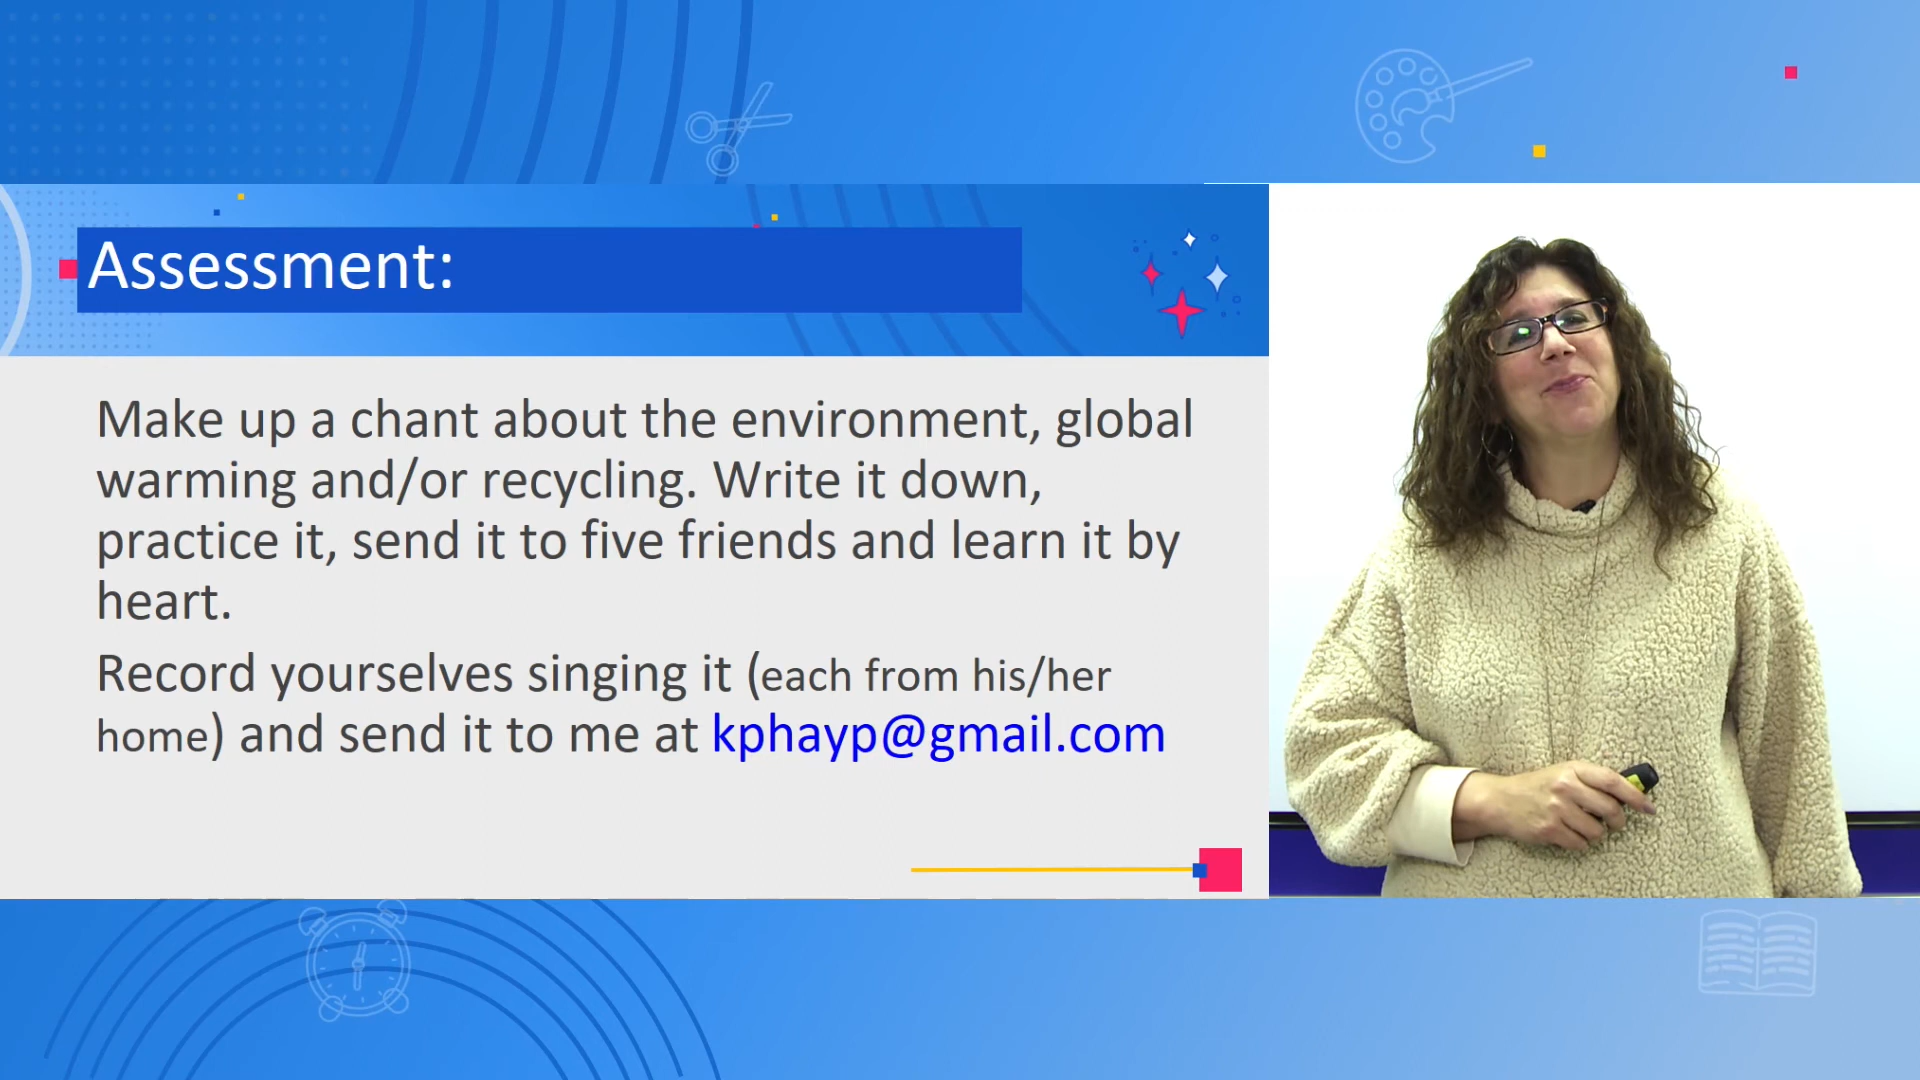 Assessment:
Make up a chant about the environment, global
warming and/or recycling. Write it down,
practice it, send it to five friends and learn it by
heart.
Record yourselves singing it (each from his/her
home) and send it to me at kphayp@gmail.com